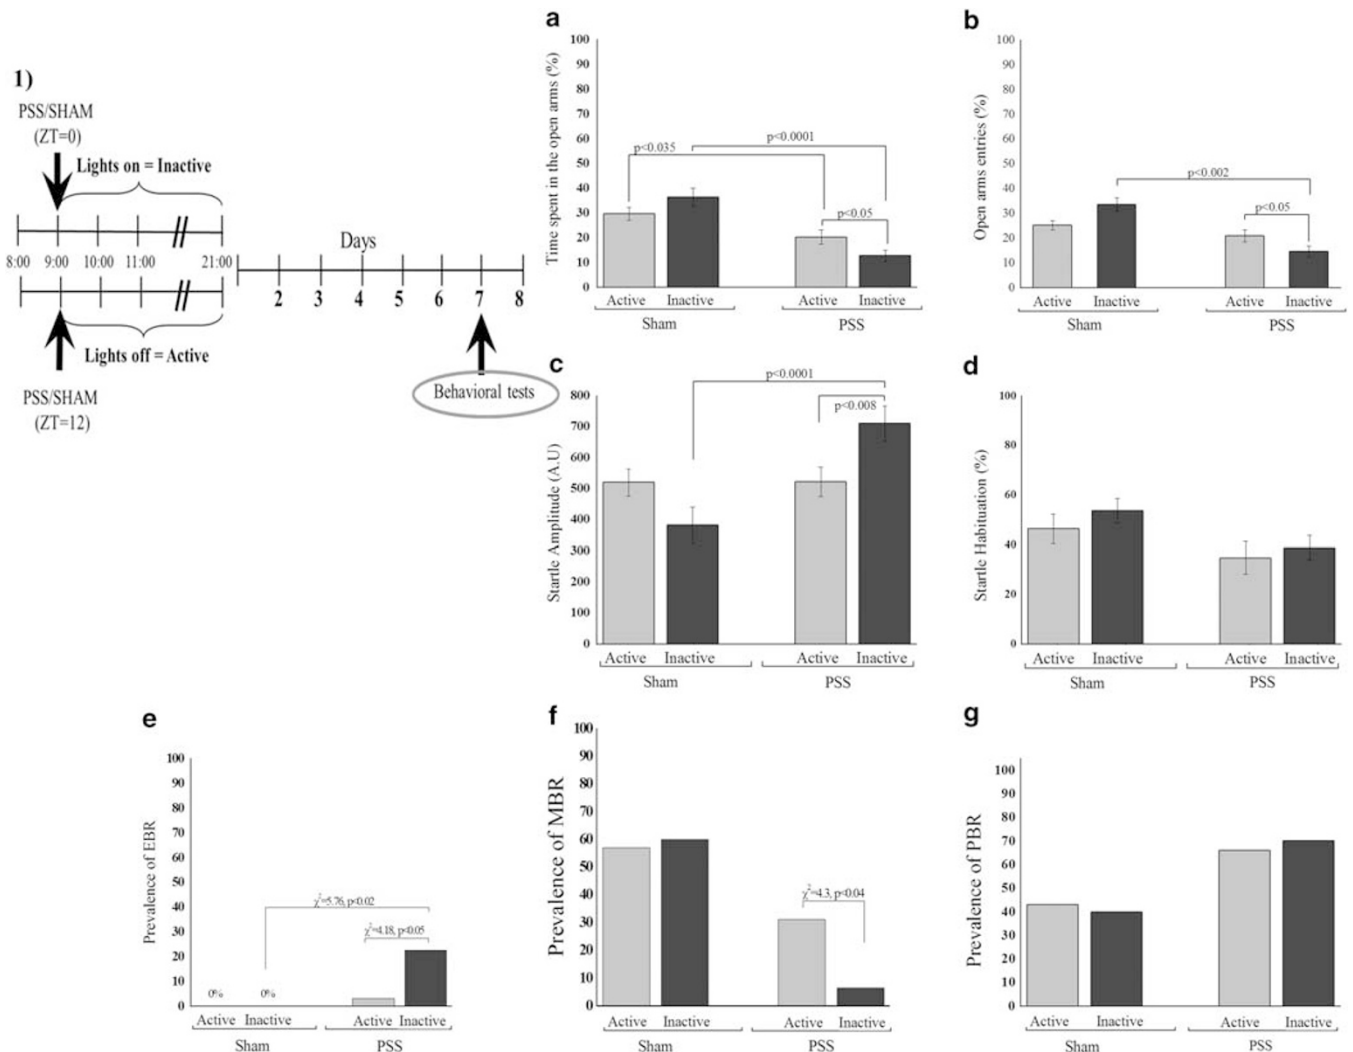 1)
PSS/SHAM
(ZT=0)
Lights on = Inactive
8:00 9:00 10:00 11:00 21:00
Days
2 3 4 5 6 7 8
Lights off = Active
PSS/SHAM
(ZT=12)
Behavioral tests
a
Time spent in the open arms (%)
100
90
80
70
60
50
40
30
20
10
0
p<0.0001
p<0.035
p<0.05
Active Inactive Active Inactive
Sham PSS
b
Open arms entries (%)
100
90
80
70
60
50
40
30
20
10
0
p<0.002
p<0.05
Active Inactive Active Inactive
Sham PSS
c
Startle Amplitude (A.U)
800
700
600
500
400
300
200
100
0
p<0.0001
p<0.008
Active Inactive Active Inactive
Sham PSS
d
Startle Habituation (%)
100
80
60
40
20
0
Active Inactive Active Inactive
Sham PSS
e
Prevalence of EBR
100
90
80
70
60
50
40
30
20
10
0
χ²=5.76, p<0.02
χ²=4.18, p<0.05
0% 0%
Active Inactive Active Inactive
Sham PSS
f
Prevalence of MBR
100
90
80
70
60
50
40
30
20
10
0
χ²=4.3, p<0.04
Active Inactive Active Inactive
Sham PSS
g
Prevalence of PBR
100
90
80
70
60
50
40
30
20
10
0
Active Inactive Active Inactive
Sham PSS